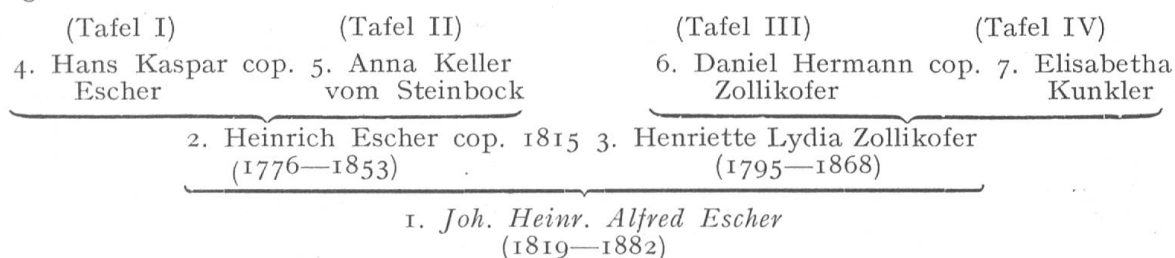 (Tafel I) (Tafel II) (Tafel III) (Tafel IV)
4. Hans Kaspar cop. 5. Anna Keller 6. Daniel Hermann cop. 7. Elisabetha
Escher vom Steinbock Zollikofer Kunkler
2. Heinrich Escher cop. 1815 3. Henriette Lydia Zollikofer
(1776—1853) (1795—1868)
1. Joh. Heinr. Alfred Escher
(1819—1882)